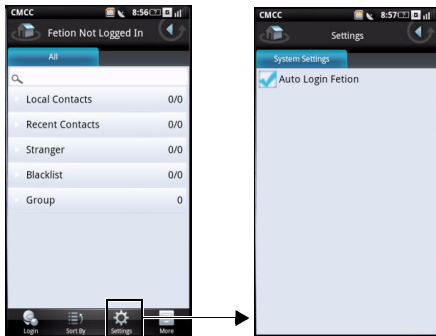 CMCC 8:56
Fetion Not Logged In
All
Local Contacts 0/0
Recent Contacts 0/0
Stranger 0/0
Blacklist 0/0
Group 0
Login Sort By Settings More
CMCC 8:57
Settings
System Settings
Auto Login Fetion